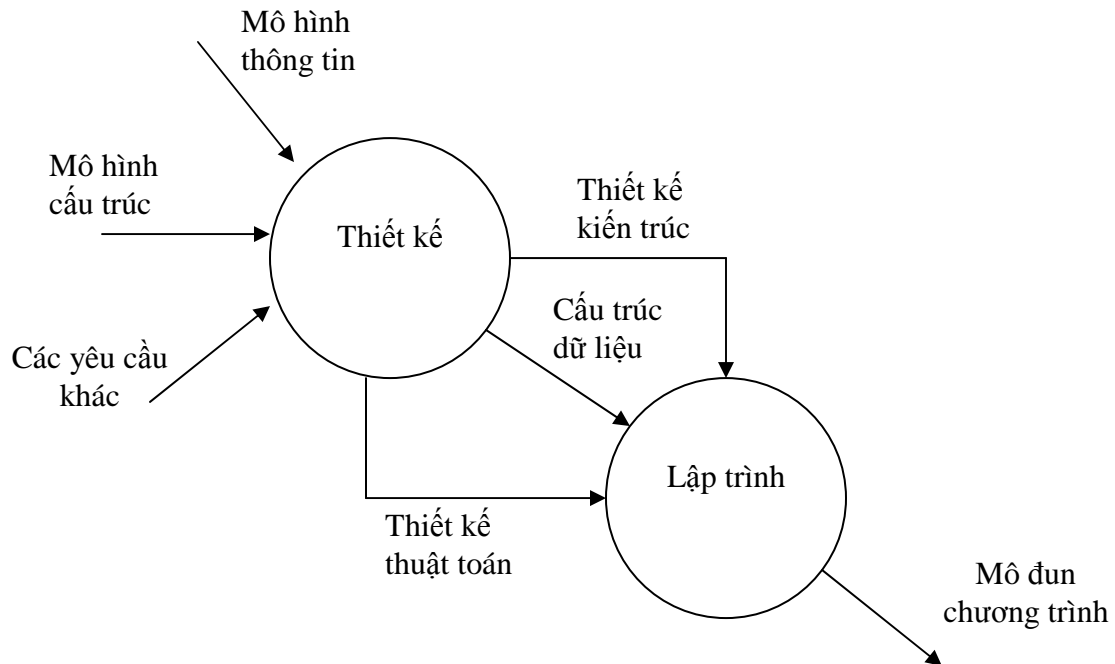 Mô hình
thông tin
Mô hình
cấu trúc
Thiết kế
Thiết kế
kiến trúc
Cấu trúc
dữ liệu
Các yêu cầu
khác
Lập trình
Thiết kế
thuật toán
Mô đun
chương trình